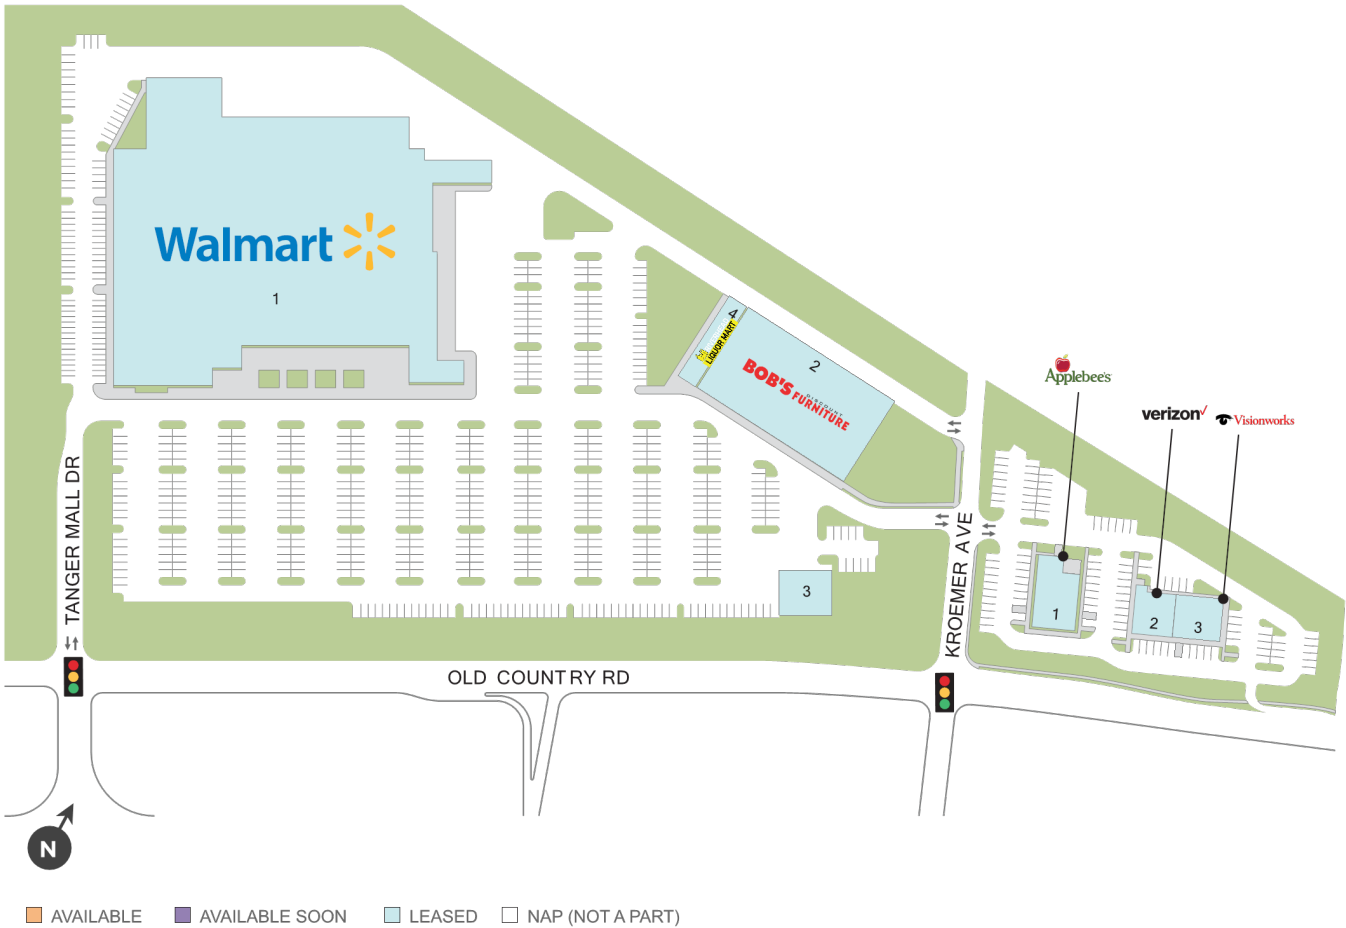 Walmart
1
4
LIQUOR MART
2
BOB'S
DISCOUNT
FURNITURE
Applebee's
verizon
Visionworks
TANGER MALL DR
3
KROEMER AVE
1
2
3
OLD COUNTRY RD
N
AVAILABLE
AVAILABLE SOON
LEASED
NAP (NOT A PART)